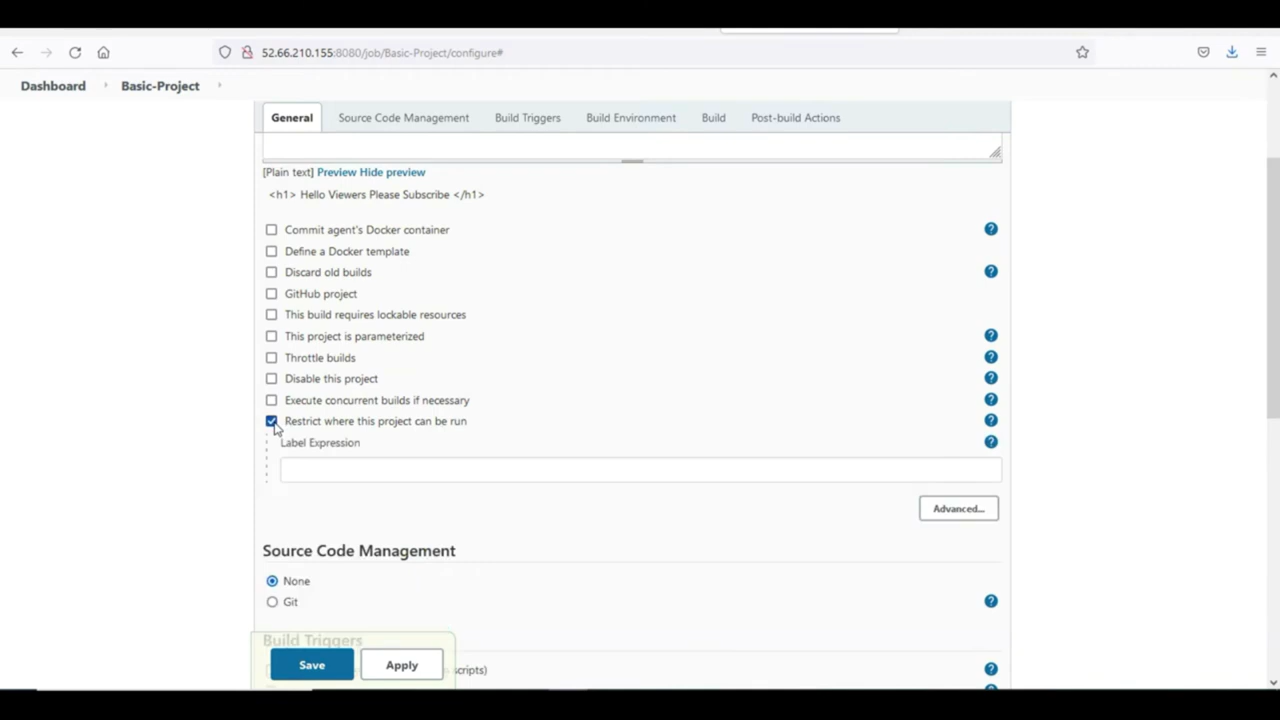 52.66.210.155:8080/job/Basic-Project/configure#
Dashboard Basic-Project
General Source Code Management Build Triggers Build Environment Build Post-build Actions
[Plain text] Preview Hide preview
<h1> Hello Viewers Please Subscribe </h1>
Commit agent's Docker container ?
Define a Docker template
Discard old builds ?
GitHub project
This build requires lockable resources
This project is parameterized ?
Throttle builds ?
Disable this project ?
Execute concurrent builds if necessary ?
Restrict where this project can be run ?
Label Expression ?
Advanced...
Source Code Management
None
Git ?
Build Triggers
Save Apply
scripts) ?